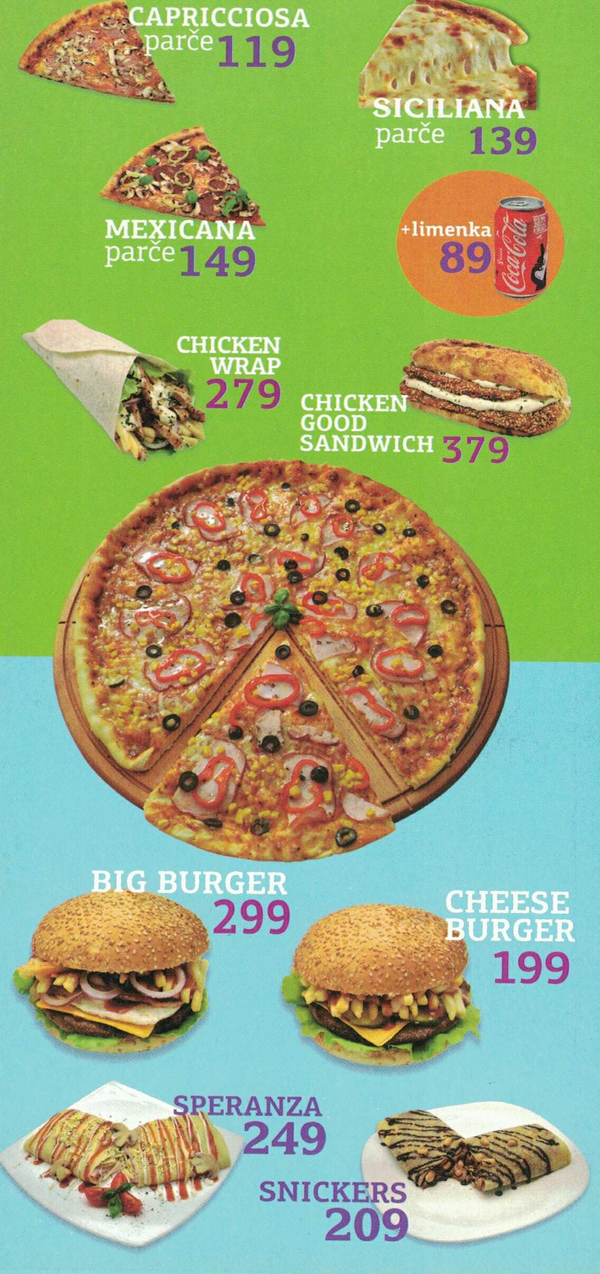 CAPRICCIOSA
parče 119
SICILIANA
parče 139
MEXICANA
parče 149
+limenka
89
Coca-Cola
CHICKEN
WRAP
279
CHICKEN
GOOD
SANDWICH 379
BIG BURGER
299
CHEESE
BURGER
199
SPERANZA
249
SNICKERS
209